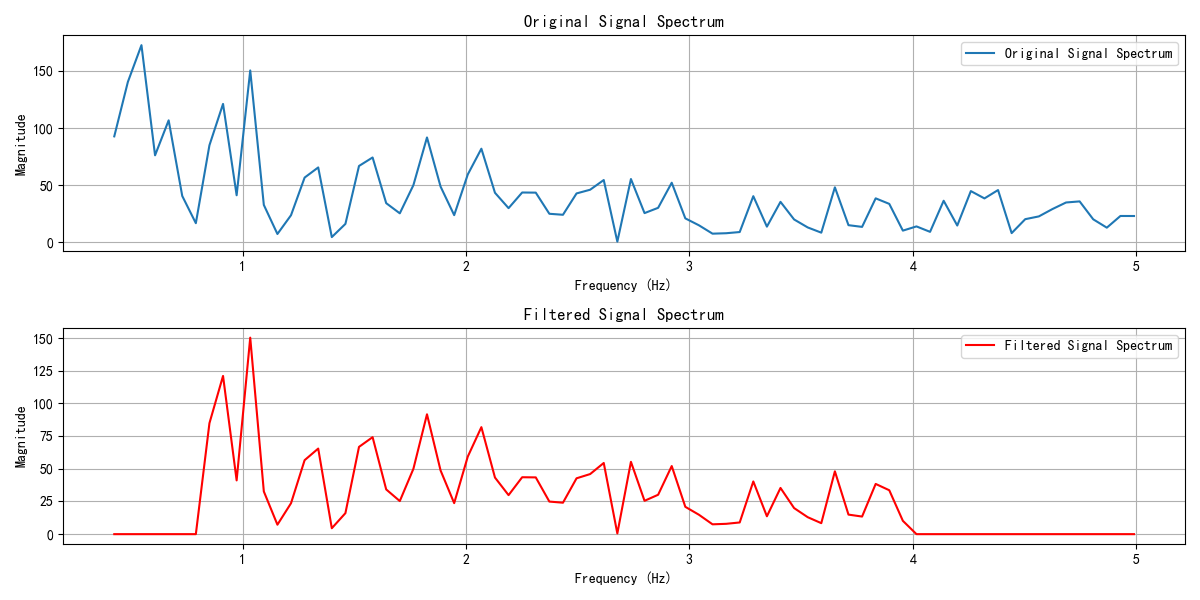 Original Signal Spectrum
Original Signal Spectrum
150
100
50
0
Magnitude
1 2 3 4 5
Frequency (Hz)
Filtered Signal Spectrum
Filtered Signal Spectrum
150
125
100
75
50
25
0
Magnitude
1 2 3 4 5
Frequency (Hz)